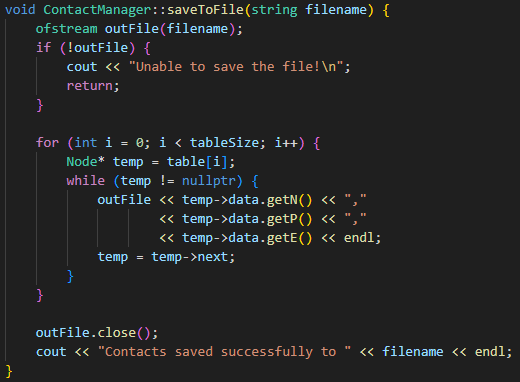 void ContactManager::saveToFile(string filename) {
    ofstream outFile(filename);
    if (!outFile) {
        cout << "Unable to save the file!\n";
        return;
    }

    for (int i = 0; i < tableSize; i++) {
        Node* temp = table[i];
        while (temp != nullptr) {
            outFile << temp->data.getN() << ","
                    << temp->data.getP() << ","
                    << temp->data.getE() << endl;
            temp = temp->next;
        }
    }

    outFile.close();
    cout << "Contacts saved successfully to " << filename << endl;
}